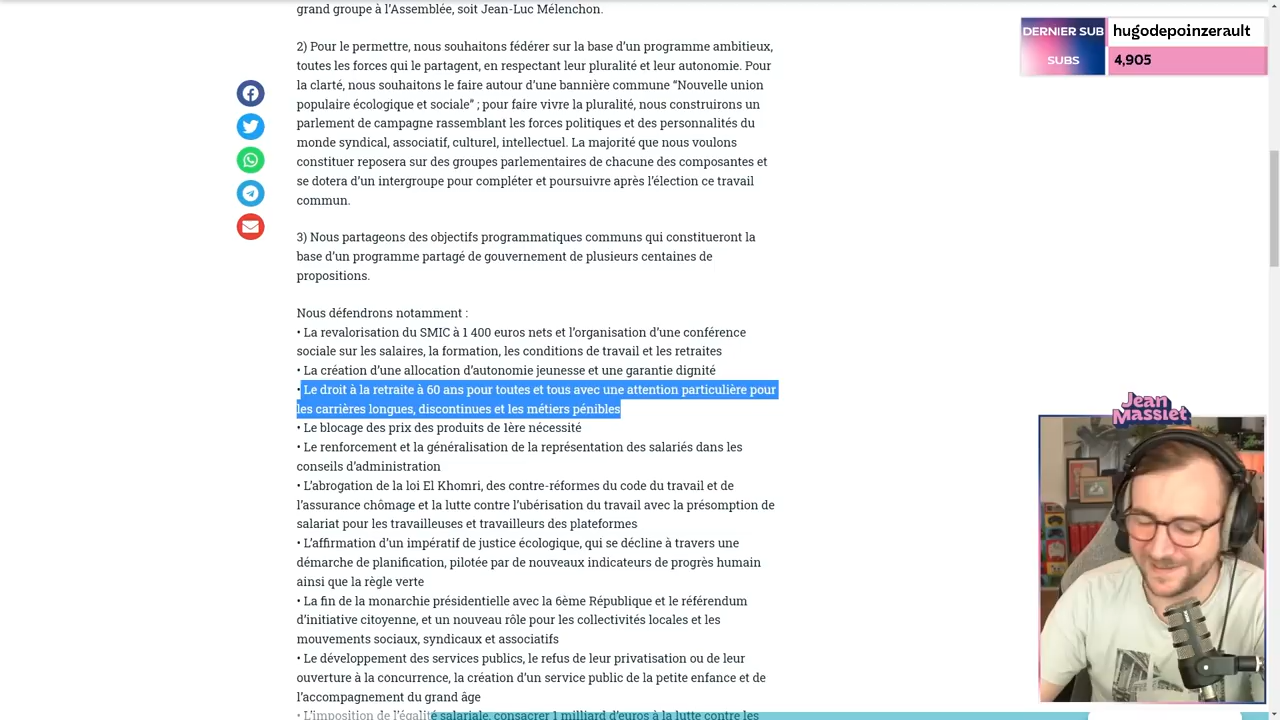 grand groupe à l’Assemblée, soit Jean-Luc Mélenchon.
2) Pour le permettre, nous souhaitons fédérer sur la base d’un programme ambitieux,
toutes les forces qui le partagent, en respectant leur pluralité et leur autonomie. Pour
la clarté, nous souhaitons le faire autour d’une bannière commune “Nouvelle union
populaire écologique et sociale” ; pour faire vivre la pluralité, nous construirons un
parlement de campagne rassemblant les forces politiques et des personnalités du
monde syndical, associatif, culturel, intellectuel. La majorité que nous voulons
constituer reposera sur des groupes parlementaires de chacune des composantes et
se dotera d’un intergroupe pour compléter et poursuivre après l’élection ce travail
commun.
3) Nous partageons des objectifs programmatiques communs qui constitueront la
base d’un programme partagé de gouvernement de plusieurs centaines de
propositions.
Nous défendrons notamment :
• La revalorisation du SMIC à 1 400 euros nets et l’organisation d’une conférence
sociale sur les salaires, la formation, les conditions de travail et les retraites
• La création d’une allocation d’autonomie jeunesse et une garantie dignité
• Le droit à la retraite à 60 ans pour toutes et tous avec une attention particulière pour
les carrières longues, discontinues et les métiers pénibles
• Le blocage des prix des produits de 1ère nécessité
• Le renforcement et la généralisation de la représentation des salariés dans les
conseils d’administration
• L’abrogation de la loi El Khomri, des contre-réformes du code du travail et de
l’assurance chômage et la lutte contre l’ubérisation du travail avec la présomption de
salariat pour les travailleuses et travailleurs des plateformes
• L’affirmation d’un impératif de justice écologique, qui se décline à travers une
démarche de planification, pilotée par de nouveaux indicateurs de progrès humain
ainsi que la règle verte
• La fin de la monarchie présidentielle avec la 6ème République et le référendum
d’initiative citoyenne, et un nouveau rôle pour les collectivités locales et les
mouvements sociaux, syndicaux et associatifs
• Le développement des services publics, le refus de leur privatisation ou de leur
ouverture à la concurrence, la création d’un service public de la petite enfance et de
l’accompagnement du grand âge
• L’imposition de l’égalité salariale, consacrer 1 milliard d’euros à la lutte contre les
DERNIER SUB
hugodepoinzerault
SUBS
4,905
Jean
Massiet